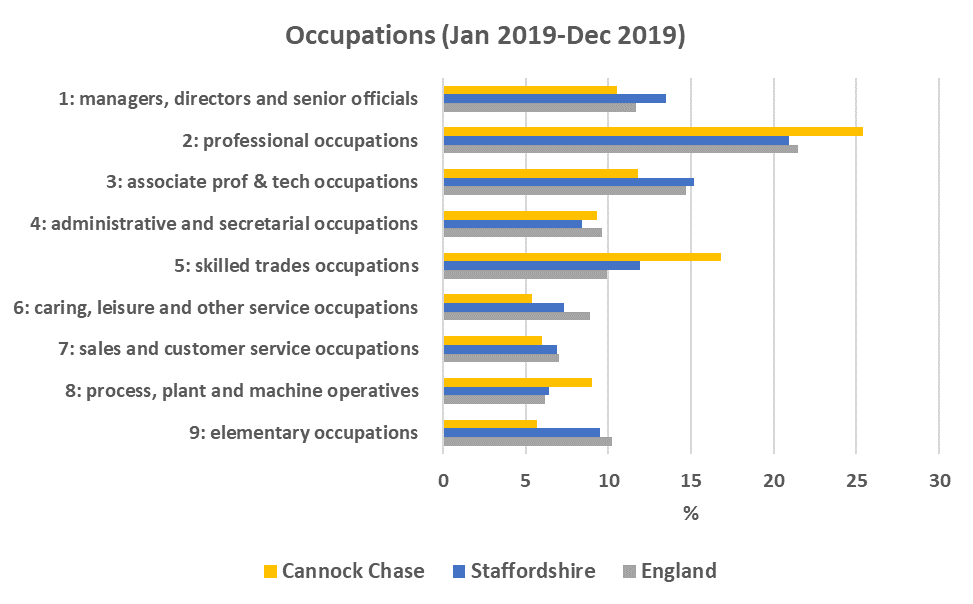 Occupations (Jan 2019-Dec 2019)
1: managers, directors and senior officials
2: professional occupations
3: associate prof & tech occupations
4: administrative and secretarial occupations
5: skilled trades occupations
6: caring, leisure and other service occupations
7: sales and customer service occupations
8: process, plant and machine operatives
9: elementary occupations
0 5 10 15 20 25 30
%
Cannock Chase Staffordshire England